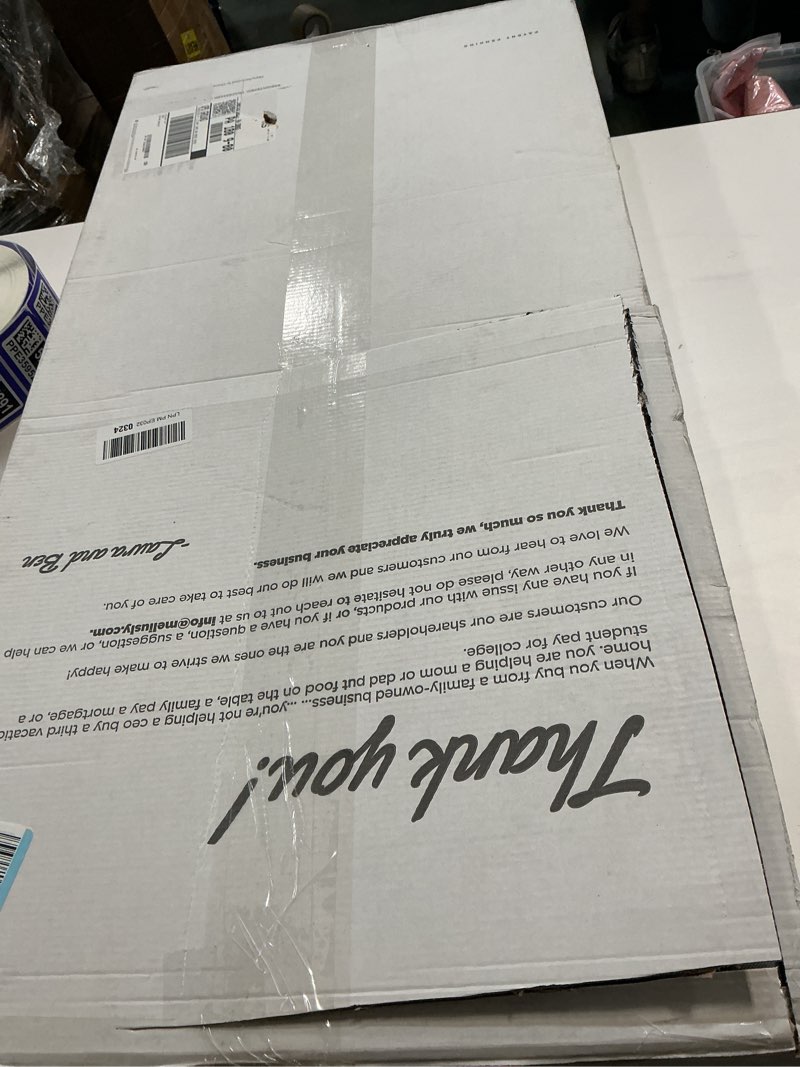 Thank you!
When you buy from a family-owned business... ...you're not helping a ceo buy a third vacation
home. you are helping a mom or dad put food on the table, a family pay a mortgage, or a
student pay for college.
Our customers are our shareholders and you are the ones we strive to make happy!
If you have any issue with our products, or if you have a question, a suggestion, or we can help
in any other way, please do not hesitate to reach out to us at info@mellusly.com.
We love to hear from our customers and we will do our best to take care of you.
Thank you so much, we truly appreciate your business.
-Laura and Ben
LPN PM EP032 0324
PATENT PENDING